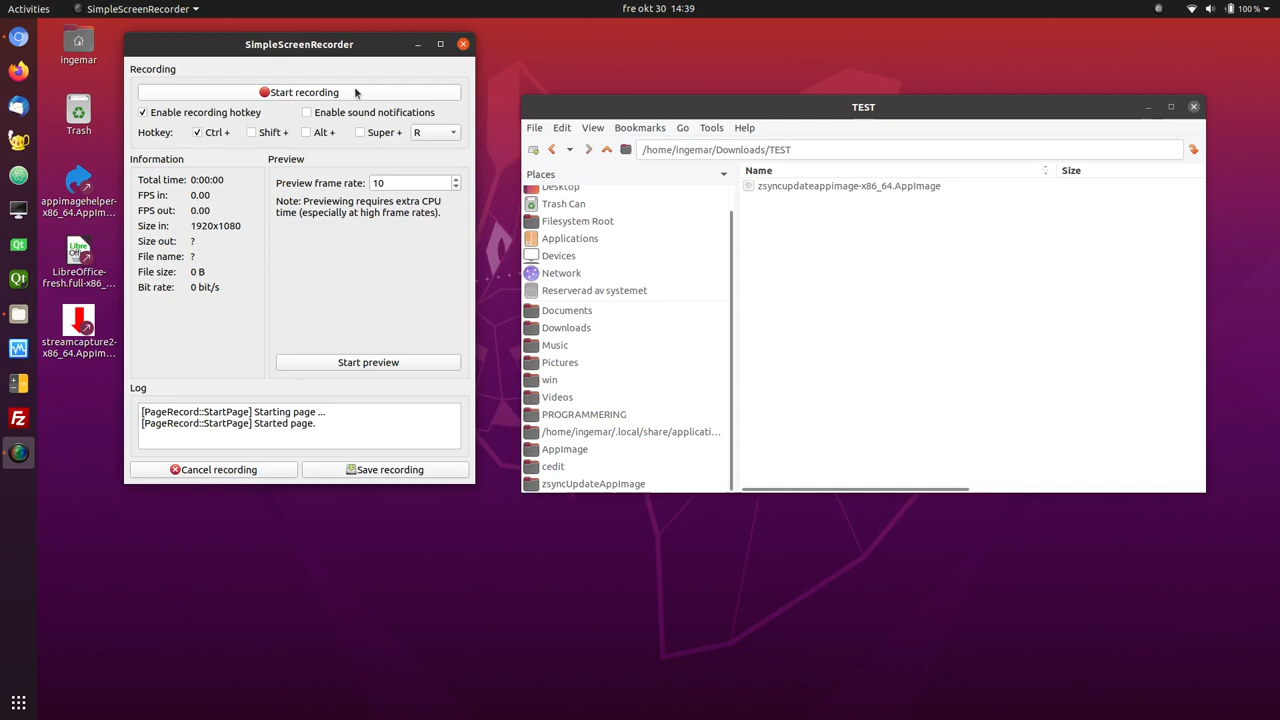 Activities
SimpleScreenRecorder
fre okt 30 14:39
100 %
ingemar
Trash
appimagehelper-
x86_64.AppIm...
LibreOffice-
fresh.full-x86_...
streamcapture2-
x86_64.AppIm...
SimpleScreenRecorder
Recording
Start recording
Enable recording hotkey
Enable sound notifications
Hotkey: Ctrl + Shift + Alt + Super + R
Information
Total time: 0:00:00
FPS in: 0.00
FPS out: 0.00
Size in: 1920x1080
Size out: ?
File name: ?
File size: 0 B
Bit rate: 0 bit/s
Preview
Preview frame rate: 10
Note: Previewing requires extra CPU
time (especially at high frame rates).
Start preview
Log
[PageRecord::StartPage] Starting page ...
[PageRecord::StartPage] Started page.
Cancel recording
Save recording
TEST
File Edit View Bookmarks Go Tools Help
/home/ingemar/Downloads/TEST
Places
Desktop
Trash Can
Filesystem Root
Applications
Devices
Network
Reserverad av systemet
Documents
Downloads
Music
Pictures
win
Videos
PROGRAMMERING
/home/ingemar/.local/share/applicati...
AppImage
cedit
zsyncUpdateAppImage
Name Size
zsyncupdateappimage-x86_64.AppImage